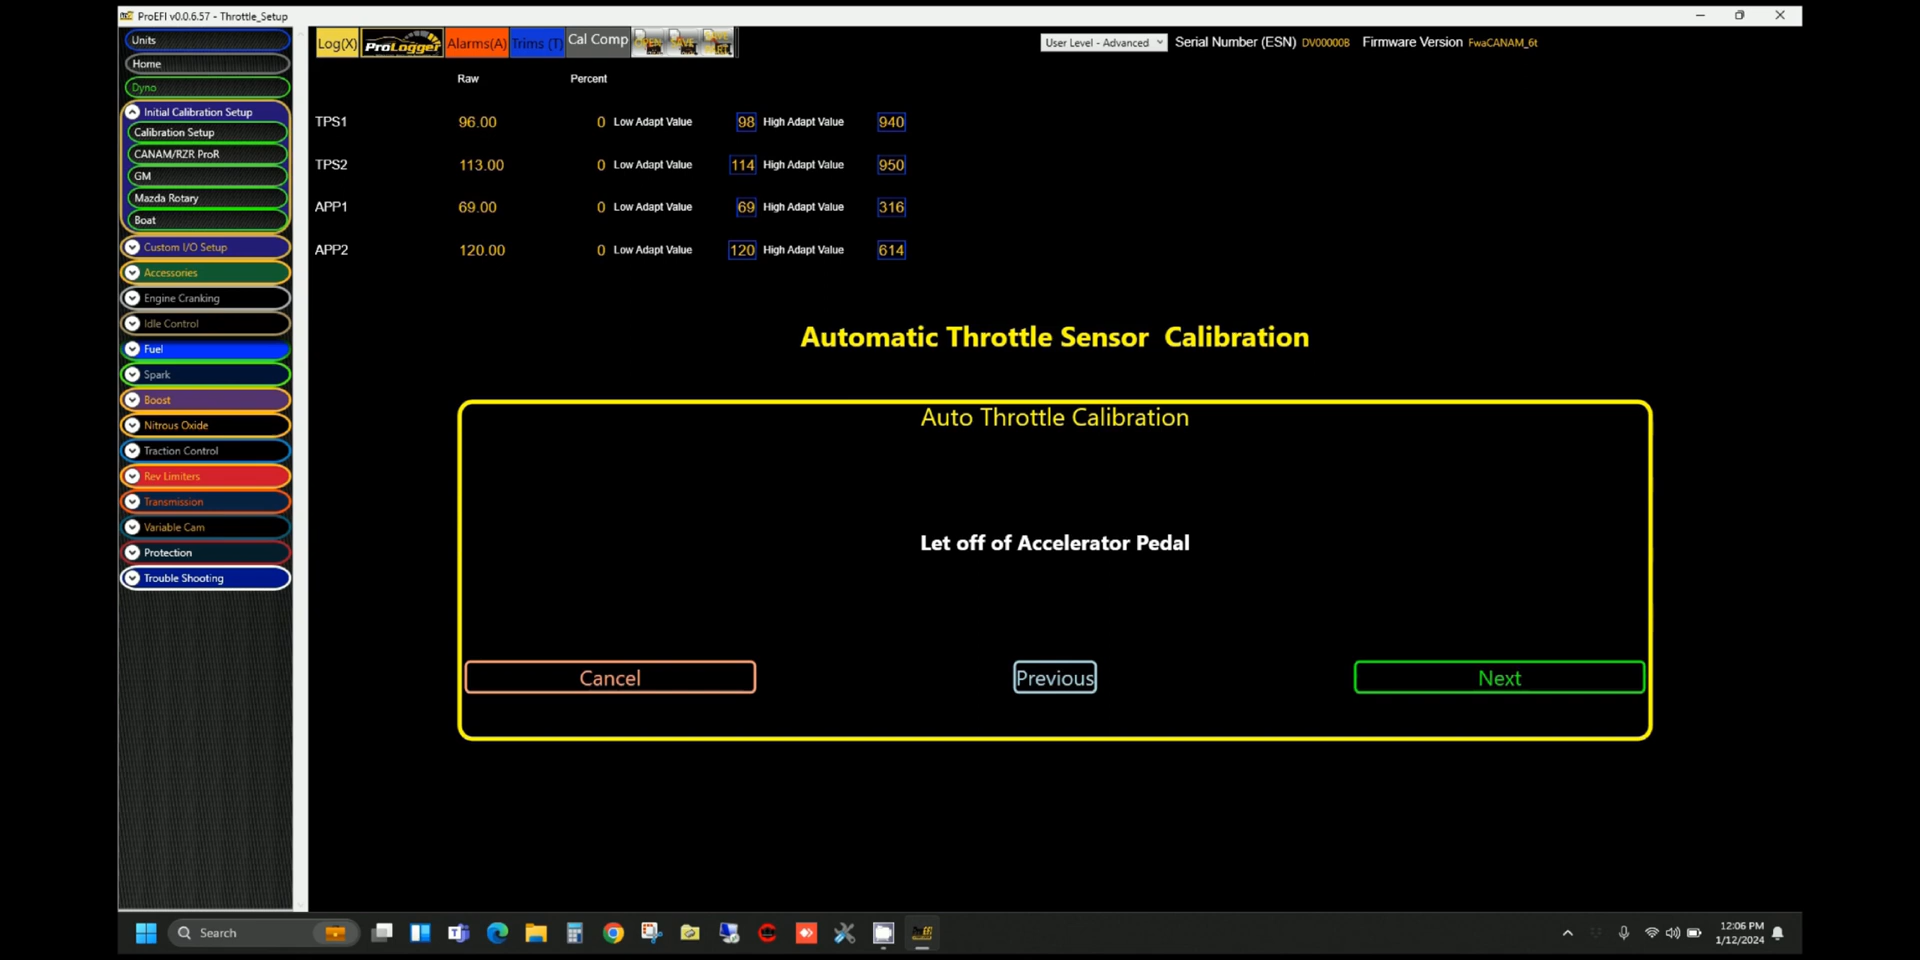 ProEFI v0.0.6.57 - Throttle_Setup
Units
Home
Dyno
Initial Calibration Setup
Calibration Setup
CANAM/RZR ProR
GM
Mazda Rotary
Boat
Custom I/O Setup
Accessories
Engine Cranking
Idle Control
Fuel
Spark
Boost
Nitrous Oxide
Traction Control
Rev Limiters
Transmission
Variable Cam
Protection
Trouble Shooting
Log(X) ProLogger Alarms(A) Trims (T) Cal Comp OPEN SAVE
User Level - Advanced Serial Number (ESN) DV00000B Firmware Version FwaCANAM_6t
Raw Percent
TPS1 96.00 0 Low Adapt Value 98 High Adapt Value 940
TPS2 113.00 0 Low Adapt Value 114 High Adapt Value 950
APP1 69.00 0 Low Adapt Value 69 High Adapt Value 316
APP2 120.00 0 Low Adapt Value 120 High Adapt Value 614
Automatic Throttle Sensor Calibration
Auto Throttle Calibration
Let off of Accelerator Pedal
Cancel Previous Next
Search
12:06 PM
1/12/2024